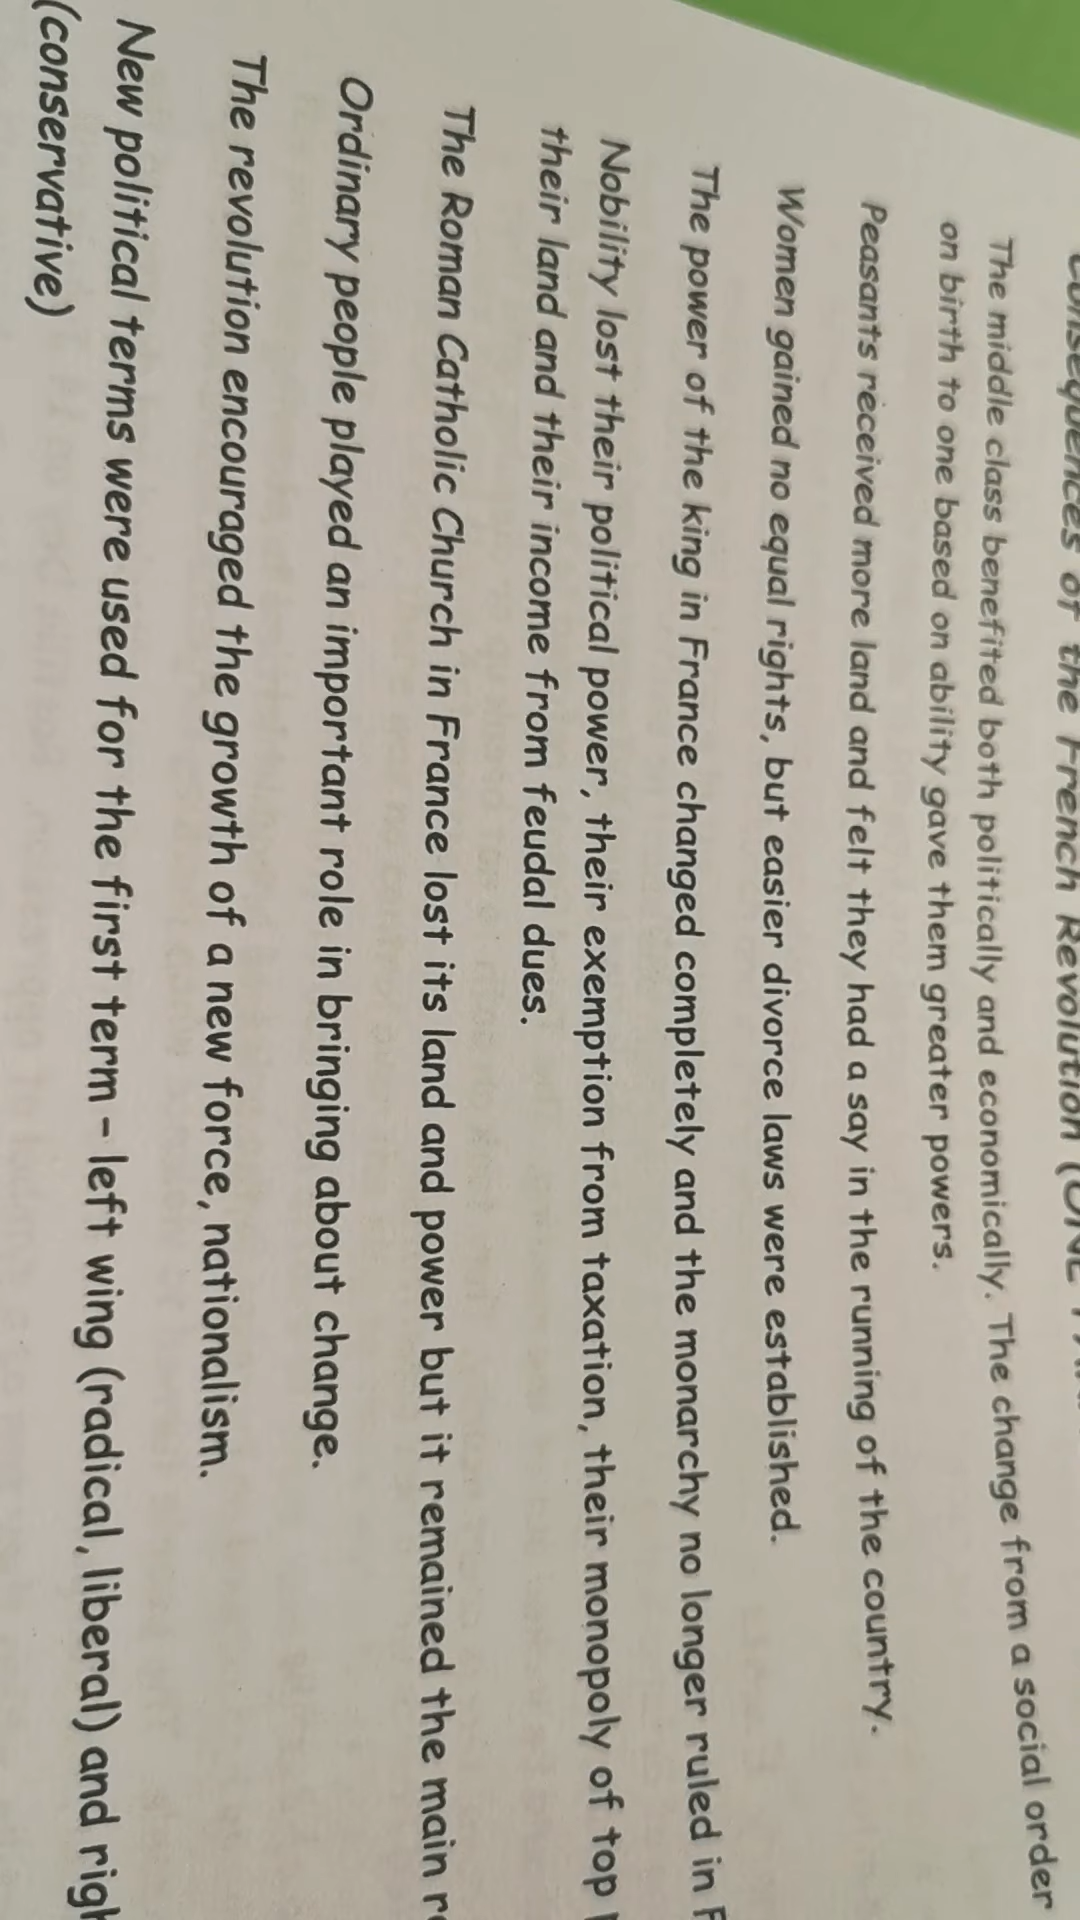 Consequences of the French Revolution (ONE
The middle class benefited both politically and economically. The change from a social order
on birth to one based on ability gave them greater powers.
Peasants received more land and felt they had a say in the running of the country.
Women gained no equal rights, but easier divorce laws were established.
The power of the king in France changed completely and the monarchy no longer ruled in F
Nobility lost their political power, their exemption from taxation, their monopoly of top
their land and their income from feudal dues.
The Roman Catholic Church in France lost its land and power but it remained the main r
Ordinary people played an important role in bringing about change.
The revolution encouraged the growth of a new force, nationalism.
New political terms were used for the first term - left wing (radical, liberal) and righ
(conservative)